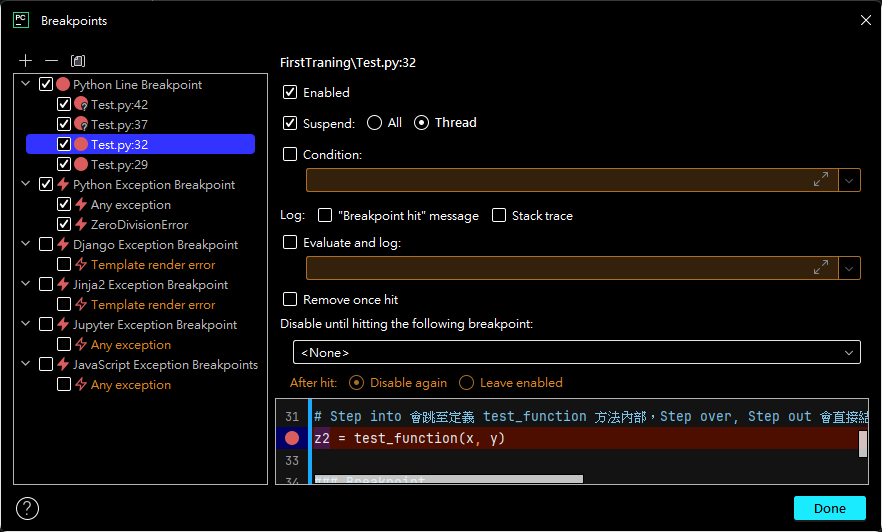 PC
Breakpoints
FirstTraning\Test.py:32
Python Line Breakpoint
Test.py:42
Test.py:37
Test.py:32
Test.py:29
Python Exception Breakpoint
Any exception
ZeroDivisionError
Django Exception Breakpoint
Template render error
Jinja2 Exception Breakpoint
Template render error
Jupyter Exception Breakpoint
Any exception
JavaScript Exception Breakpoints
Any exception
Enabled
Suspend: All Thread
Condition:
Log: "Breakpoint hit" message Stack trace
Evaluate and log:
Remove once hit
Disable until hitting the following breakpoint:
<None>
After hit: Disable again Leave enabled
31 # Step into 會跳至定義 test_function 方法內部，Step over, Step out 會直接結
z2 = test_function(x, y)
33
34 ### Breakpoint
?
Done